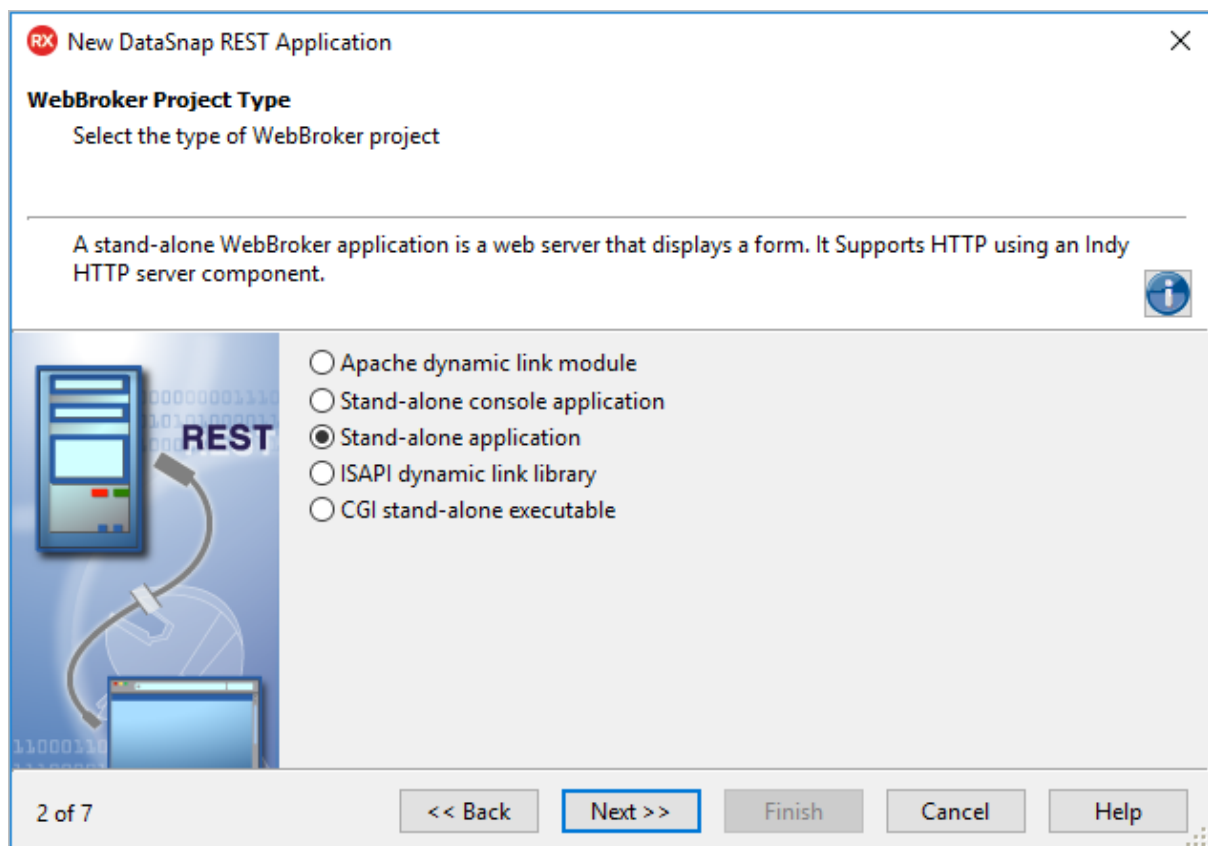 RX New DataSnap REST Application
WebBroker Project Type
Select the type of WebBroker project
A stand-alone WebBroker application is a web server that displays a form. It Supports HTTP using an Indy
HTTP server component.
Apache dynamic link module
Stand-alone console application
Stand-alone application
ISAPI dynamic link library
CGI stand-alone executable
REST
2 of 7
<< Back
Next >>
Finish
Cancel
Help